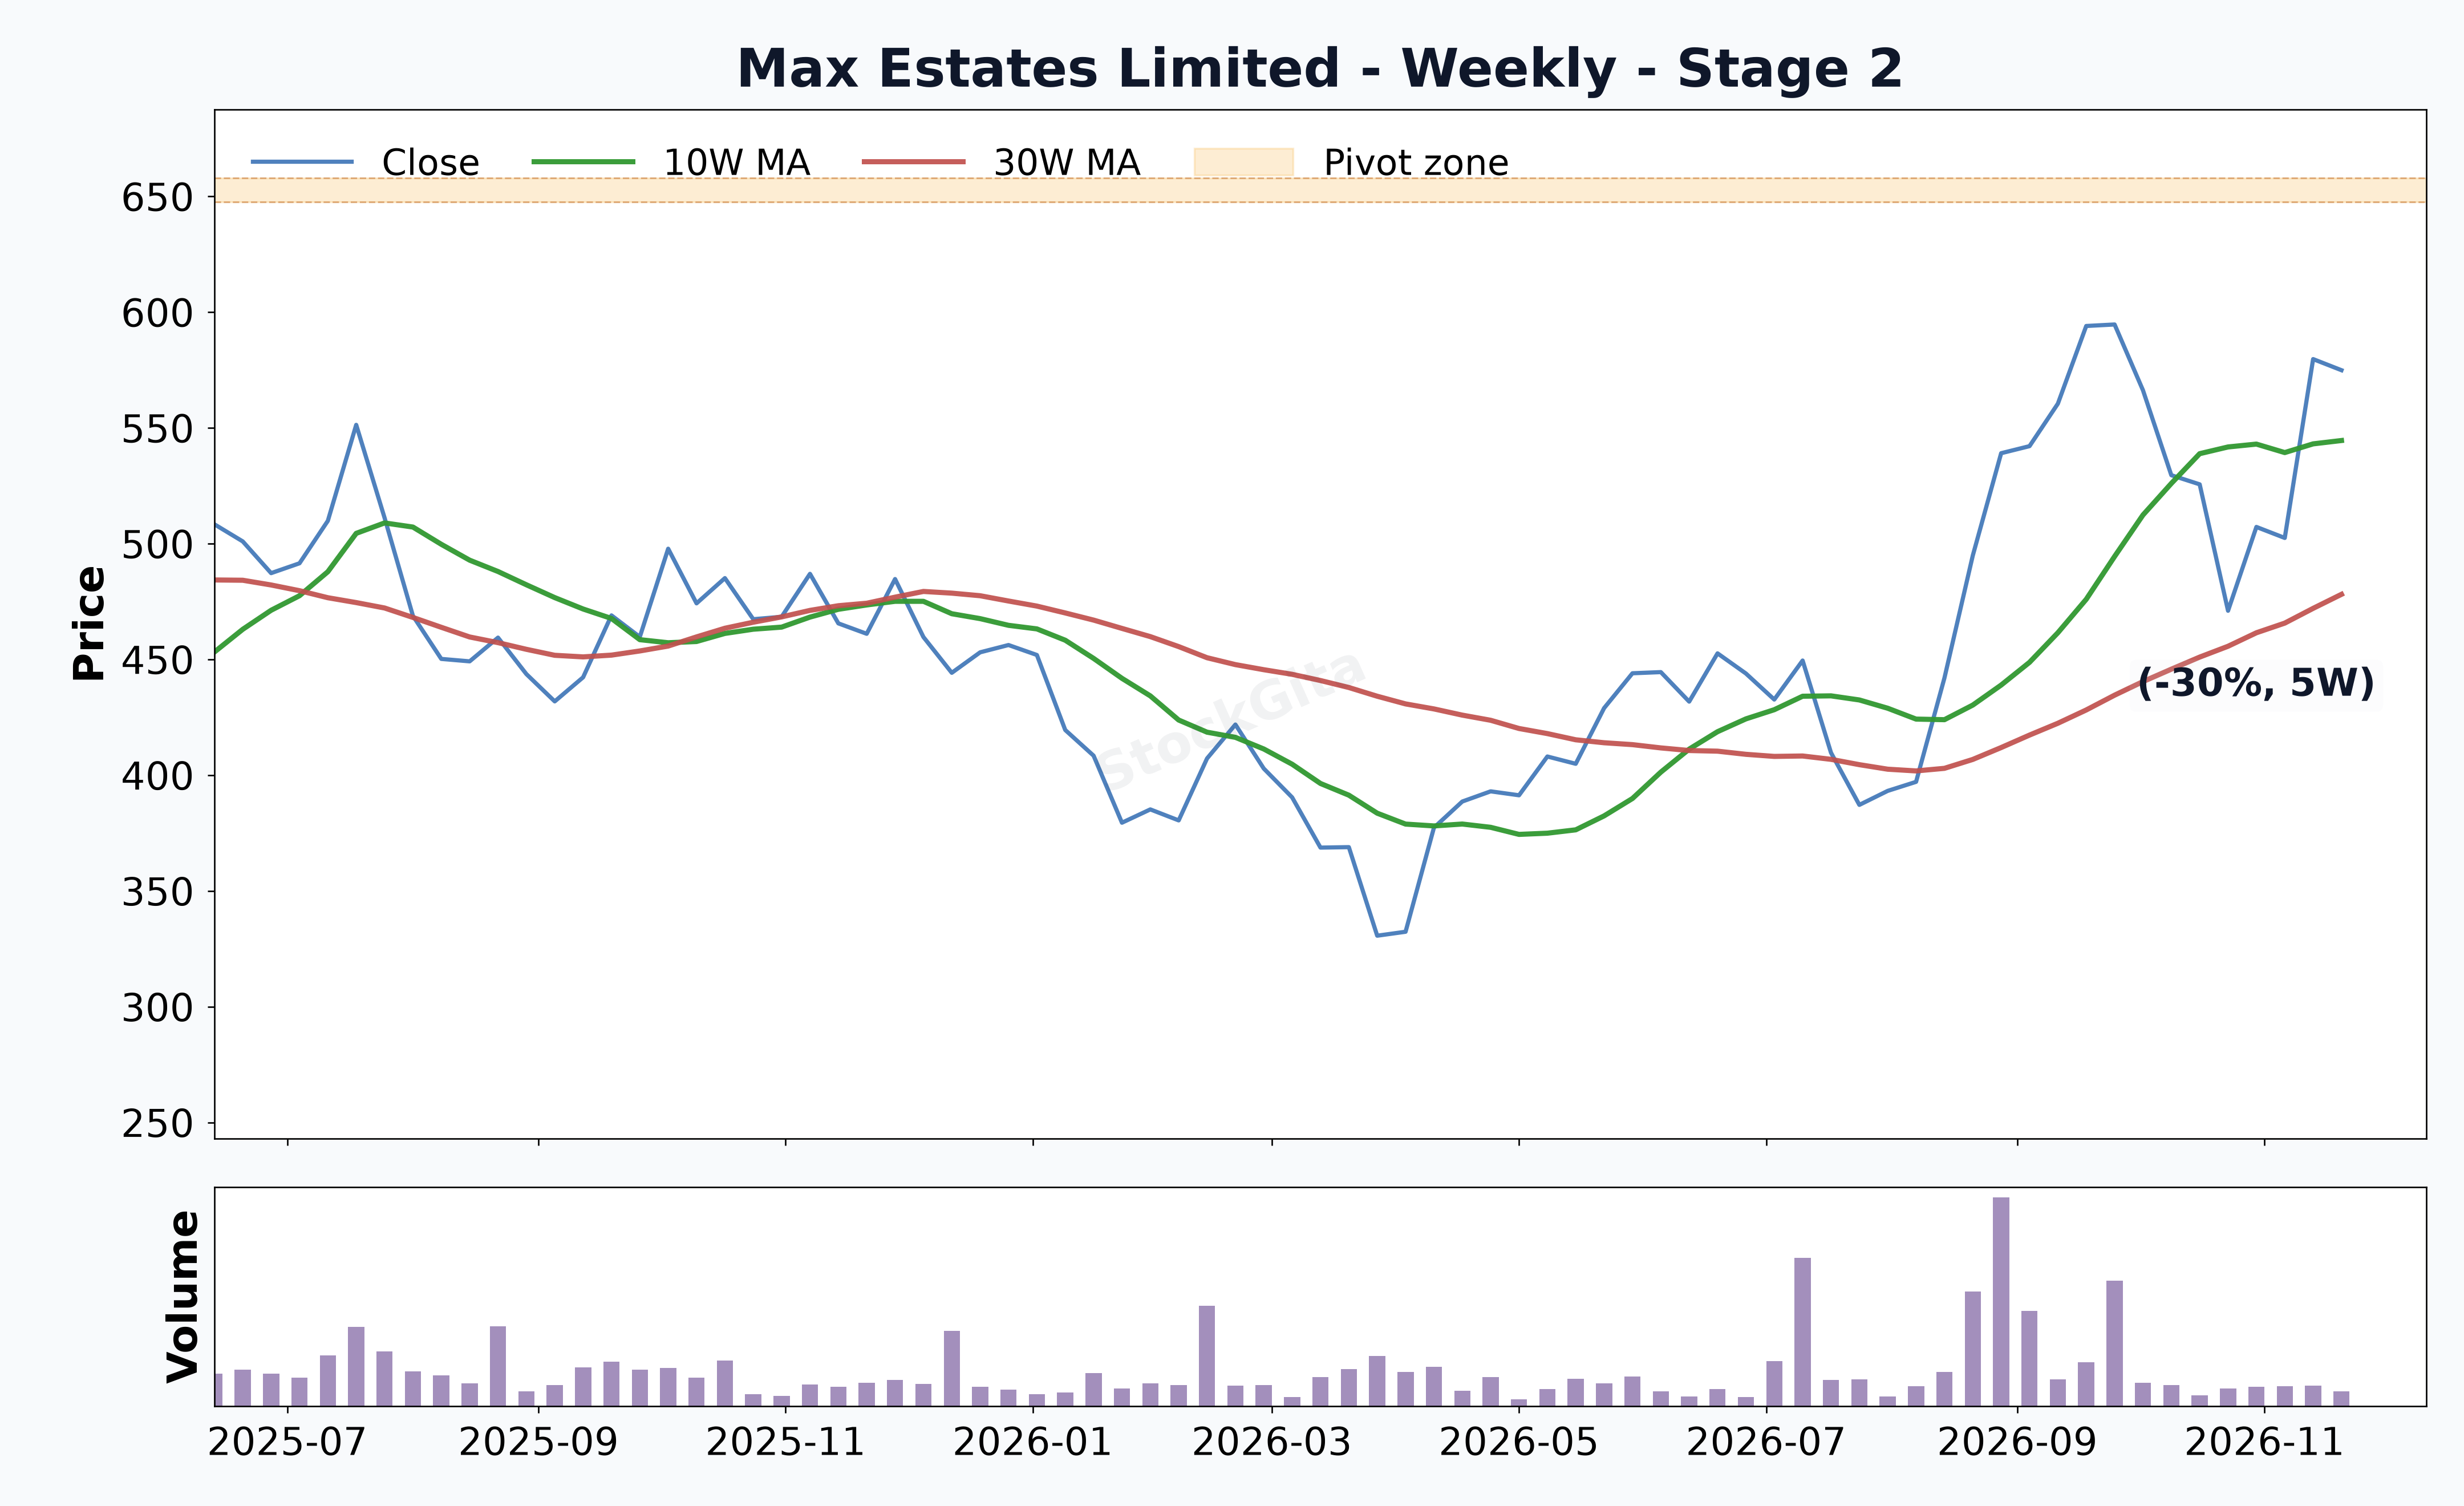 Max Estates Limited - Weekly - Stage 2
Close 10W MA 30W MA Pivot zone
Price
650
600
550
500
450
400
350
300
250
(-30%, 5W)
StockGita
Volume
2025-07 2025-09 2025-11 2026-01 2026-03 2026-05 2026-07 2026-09 2026-11